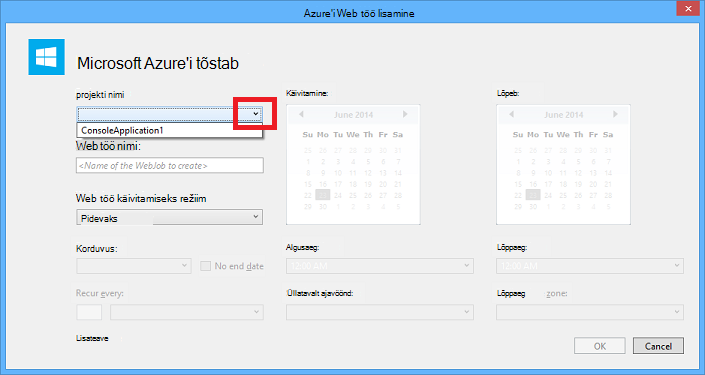 Azure'i Web töö lisamine
Microsoft Azure'i tõstab
projekti nimi
ConsoleApplication1
Web töö nimi:
<Name of the WebJob to create>
Web töö käivitamiseks režiim
Pidevaks
Korduvus:
No end date
Recur every:
Lisateave
Käivitamine:
June 2014
Su Mo Tu We Th Fr Sa
25 26 27 28 29 30 31
1 2 3 4 5 6 7
8 9 10 11 12 13 14
15 16 17 18 19 20 21
22 23 24 25 26 27 28
29 30 1 2 3 4 5
Algusaeg:
12:00 AM
Üllatavalt ajavöönd:
Lõpeb:
June 2014
Su Mo Tu We Th Fr Sa
25 26 27 28 29 30 31
1 2 3 4 5 6 7
8 9 10 11 12 13 14
15 16 17 18 19 20 21
22 23 24 25 26 27 28
29 30 1 2 3 4 5
Lõppaeg:
12:00 AM
Lõppaeg zone:
OK
Cancel